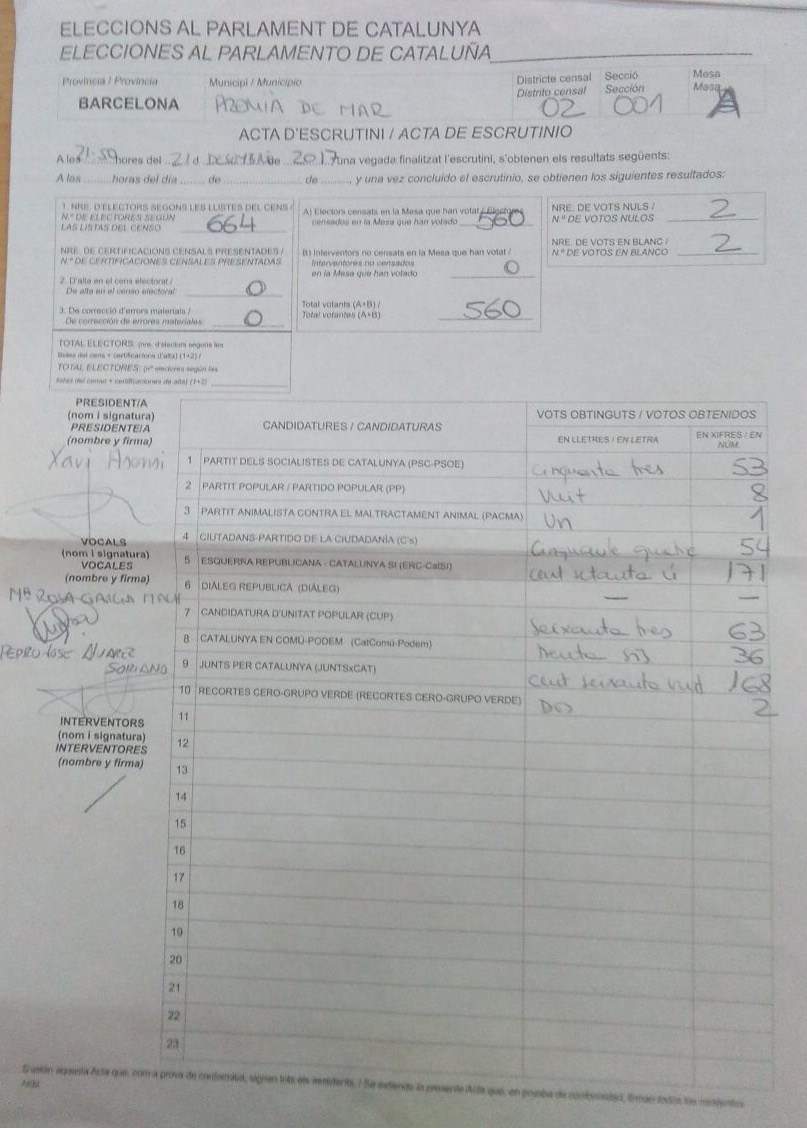 ELECCIONS AL PARLAMENT DE CATALUNYA
ELECCIONES AL PARLAMENTO DE CATALUÑA
Província / Provincia
Municipi / Municipio
Districte censal
Distrito censal
Secció
Sección
Mesa
Mesa
BARCELONA
PREMIA DE MAR
02
001
A
ACTA D'ESCRUTINI / ACTA DE ESCRUTINIO
A les 21:59 hores del 21 d DESEMBRE de 2017 una vegada finalitzat l'escrutini, s'obtenen els resultats següents:
A las ........ horas del día ....... de ..................... de ........, y una vez concluido el escrutinio, se obtienen los siguientes resultados:
1. NRE. D'ELECTORS SEGONS LES LLISTES DEL CENS /
N.º DE ELECTORES SEGÚN
LAS LISTAS DEL CENSO
664
NRE. DE CERTIFICACIONS CENSALS PRESENTADES /
N.º DE CERTIFICACIONES CENSALES PRESENTADAS
2. D'alta en el cens electoral /
De alta en el censo electoral:
0
3. De correcció d'errors materials /
De corrección de errores materiales:
0
TOTAL ELECTORS: (nre. d'electors segons les
llistes del cens + certificacions d'alta) (1+2) /
TOTAL ELECTORES: (nº electores según las
listas del censo + certificaciones de alta) (1+2)
A) Electors censats en la Mesa que han votat / Electores
censados en la Mesa que han votado
560
B) Interventors no censats en la Mesa que han votat /
Interventores no censados
en la Mesa que han votado
0
Total votants (A+B) /
Total votantes (A+B)
560
NRE. DE VOTS NULS /
N.º DE VOTOS NULOS
2
NRE. DE VOTS EN BLANC /
N.º DE VOTOS EN BLANCO
2
PRESIDENT/A
(nom i signatura)
PRESIDENTE/A
(nombre y firma)
Xavi
VOCALS
(nom i signatura)
VOCALES
(nombre y firma)
Mª ROSA GARCIA
PEDRO JOSE ALVAREZ
SORIANO
INTERVENTORS
(nom i signatura)
INTERVENTORES
(nombre y firma)
CANDIDATURES / CANDIDATURAS
VOTS OBTINGUTS / VOTOS OBTENIDOS
EN LLETRES / EN LETRA
EN XIFRES / EN
NÚM.
1 PARTIT DELS SOCIALISTES DE CATALUNYA (PSC-PSOE) cinquanta tres 53
2 PARTIT POPULAR / PARTIDO POPULAR (PP) vuit 8
3 PARTIT ANIMALISTA CONTRA EL MALTRACTAMENT ANIMAL (PACMA) un 1
4 CIUTADANS-PARTIDO DE LA CIUDADANÍA (C's) cinquanta quatre 54
5 ESQUERRA REPUBLICANA - CATALUNYA SÍ (ERC-CatSí) cent setanta ú 171
6 DIÀLEG REPUBLICÀ (DIÀLEG) — —
7 CANDIDATURA D'UNITAT POPULAR (CUP) seixanta tres 63
8 CATALUNYA EN COMÚ-PODEM (CatComú-Podem) trenta sis 36
9 JUNTS PER CATALUNYA (JUNTSxCAT) cent seixanta vuit 168
10 RECORTES CERO-GRUPO VERDE (RECORTES CERO-GRUPO VERDE) Dos 2
11
12
13
14
15
16
17
18
19
20
21
22
23
S'estén aquesta Acta que, com a prova de conformitat, signen tots els assistents. / Se extiende la presente Acta que, en prueba de conformidad, firman todos los asistentes.